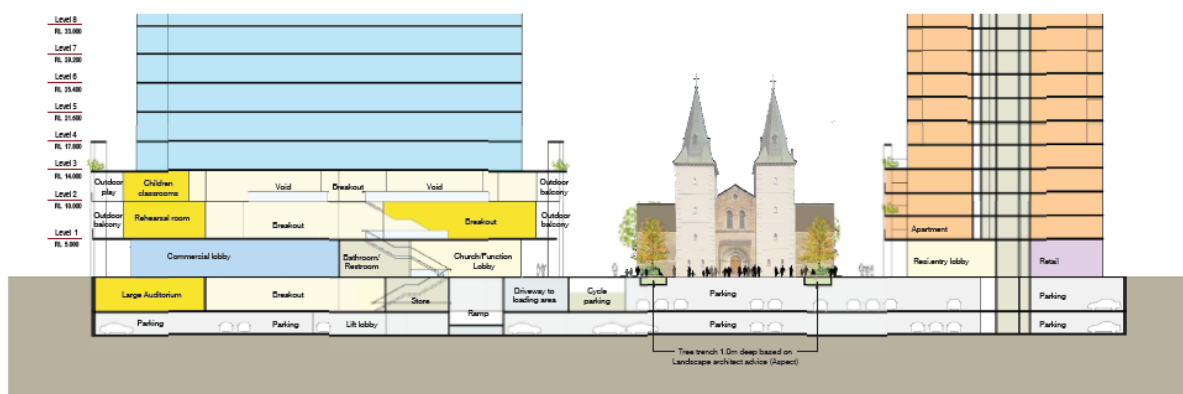 Level 8
RL 33.000
Level 7
RL 29.200
Level 6
RL 25.400
Level 5
RL 21.600
Level 4
RL 17.800
Level 3
RL 14.000
Level 2
RL 10.000
Level 1
RL 5.000
Outdoor
play
Children
classrooms
Void
Breakout
Void
Outdoor
balcony
Outdoor
balcony
Rehearsal room
Breakout
Breakout
Outdoor
balcony
Commercial lobby
Bathroom/
Restroom
Church/Function
Lobby
Apartment
Resi.entry lobby
Retail
Large Auditorium
Breakout
Store
Ramp
Driveway to
loading area
Cycle
parking
Parking
Parking
Parking
Parking
Lift lobby
Parking
Parking
Tree trench 1.0m deep based on
Landscape architect advice (Aspect)